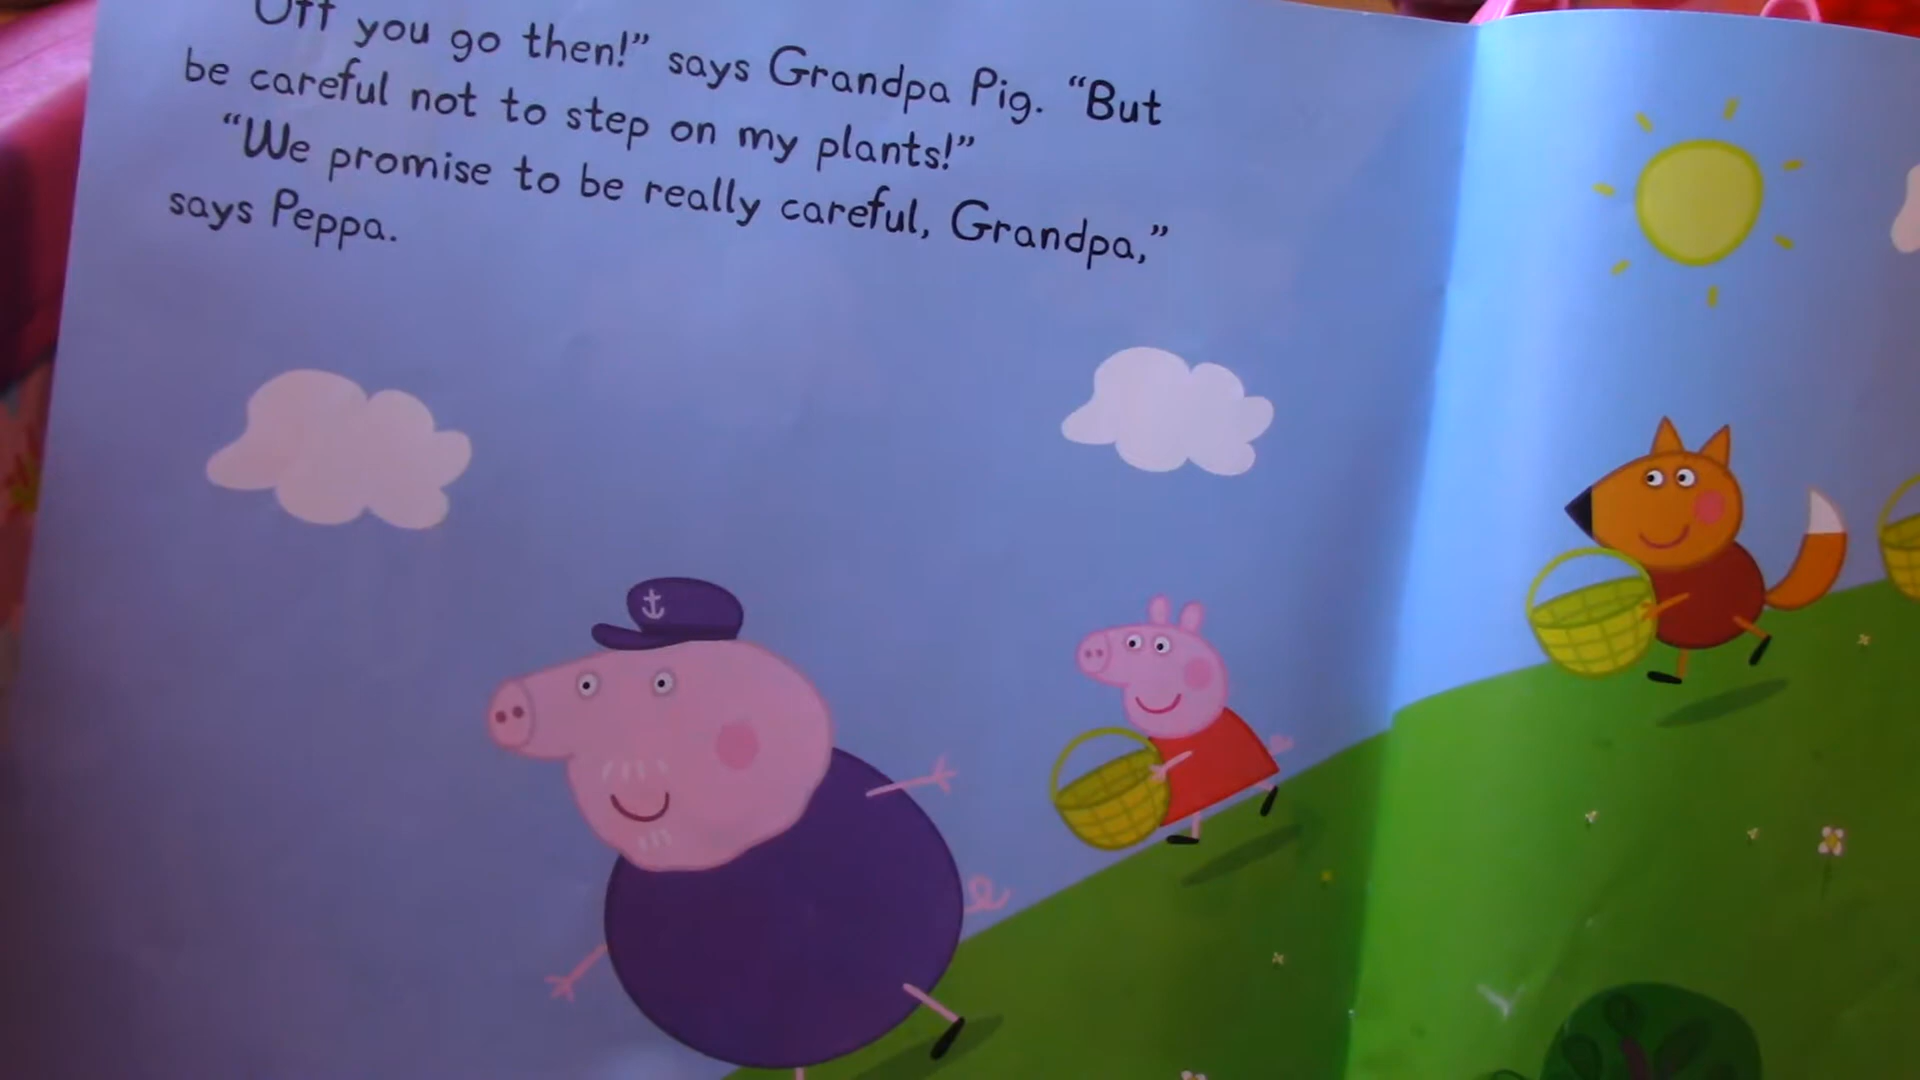 Off you go then!” says Grandpa Pig. “But
be careful not to step on my plants!”
“We promise to be really careful, Grandpa,”
says Peppa.